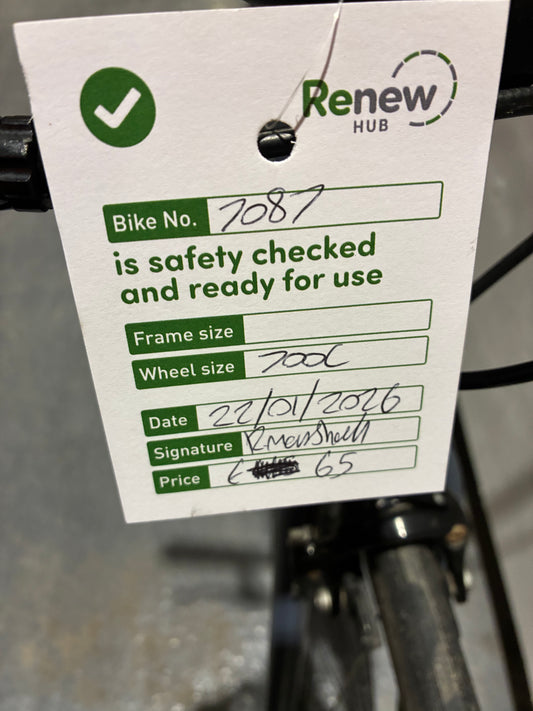 Renew
HUB
Bike No. 7087
is safety checked
and ready for use
Frame size
Wheel size 700C
Date 22/01/2026
Signature RMarshall
Price £ 65